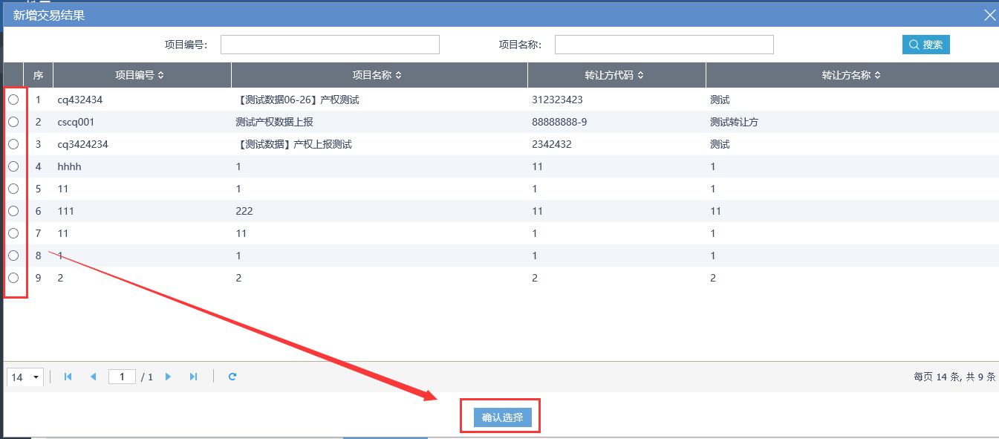 新增交易结果
项目编号： 项目名称： 搜索
序 项目编号 项目名称 转让方代码 转让方名称
1 cq432434 【测试数据06-26】产权测试 312323423 测试
2 cscq001 测试产权数据上报 88888888-9 测试转让方
3 cq3424234 【测试数据】产权上报测试 2342432 测试
4 hhhh 1 11 1
5 11 1 1 1
6 111 222 11 11
7 11 11 1 1
8 1 1 1 1
9 2 2 2 2
14 1 / 1 每页 14 条, 共 9 条
确认选择